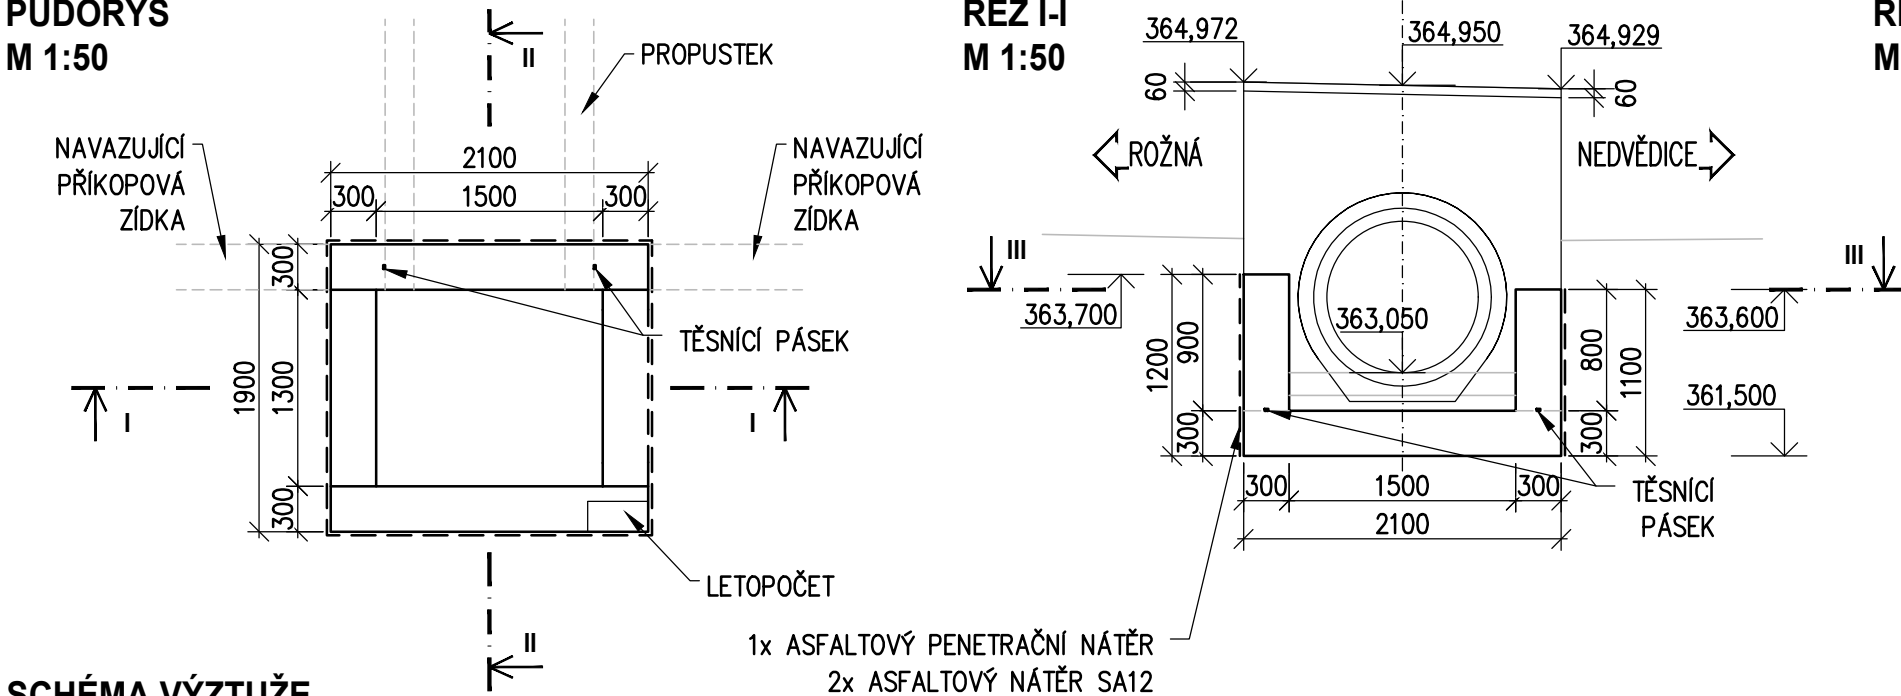 PŮDORYS
M 1:50
II
PROPUSTEK
NAVAZUJÍCÍ
PŘÍKOPOVÁ
ZÍDKA
2100
300
1500
300
NAVAZUJÍCÍ
PŘÍKOPOVÁ
ZÍDKA
300
1900
1300
300
TĚSNÍCÍ PÁSEK
I
I
LETOPOČET
II
ŘEZ I-I
M 1:50
364,972
364,950
364,929
60
60
ROŽNÁ
NEDVĚDICE
III
III
363,700
363,050
363,600
1200
900
300
800
1100
300
361,500
300
1500
300
2100
TĚSNÍCÍ
PÁSEK
1x ASFALTOVÝ PENETRAČNÍ NÁTĚR
2x ASFALTOVÝ NÁTĚR SA12
SCHÉMA VÝZTUŽE
M